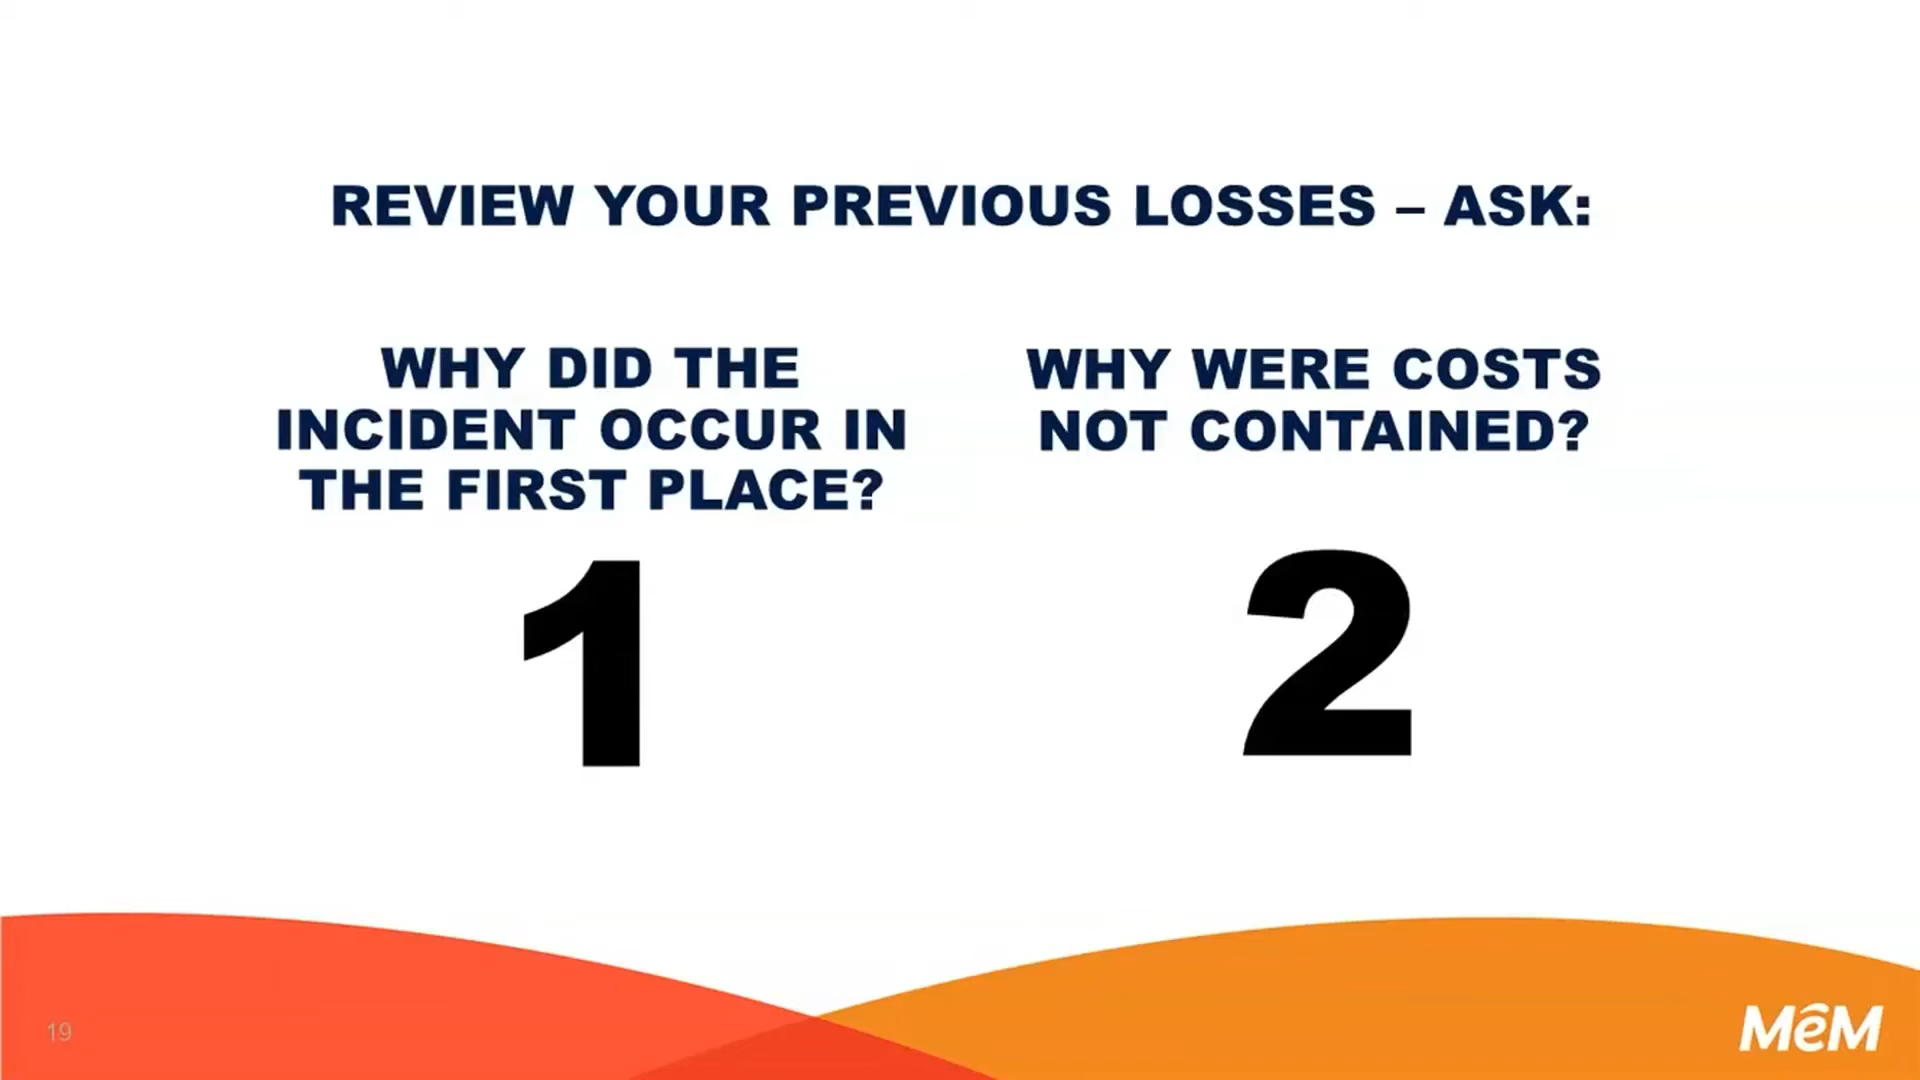 REVIEW YOUR PREVIOUS LOSSES – ASK:
WHY DID THE
INCIDENT OCCUR IN
THE FIRST PLACE?
1
WHY WERE COSTS
NOT CONTAINED?
2
19
MêM